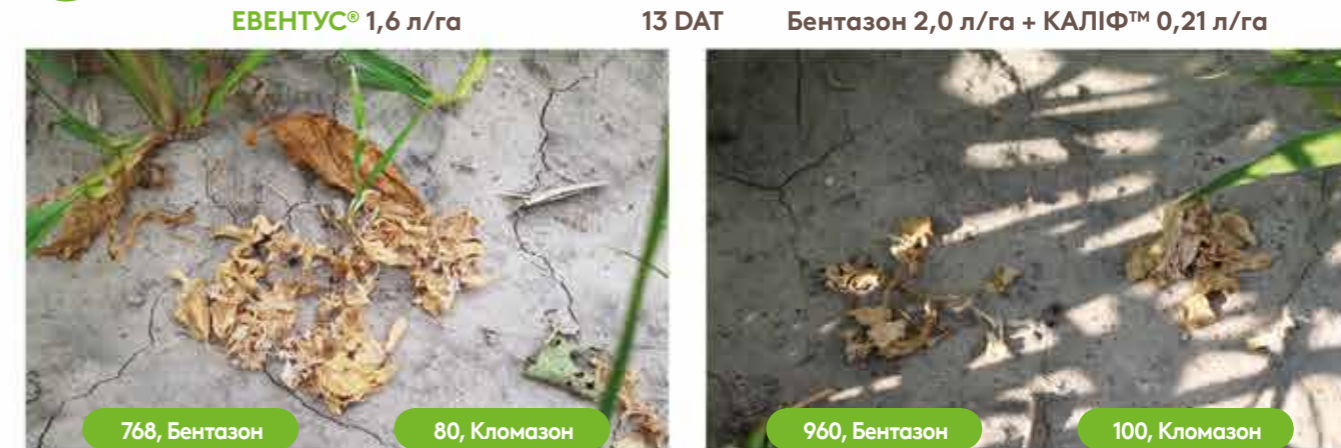 ЕВЕНТУС® 1,6 л/га
13 DAT
Бентазон 2,0 л/га + КАЛІФ™ 0,21 л/га
768, Бентазон
80, Кломазон
960, Бентазон
100, Кломазон